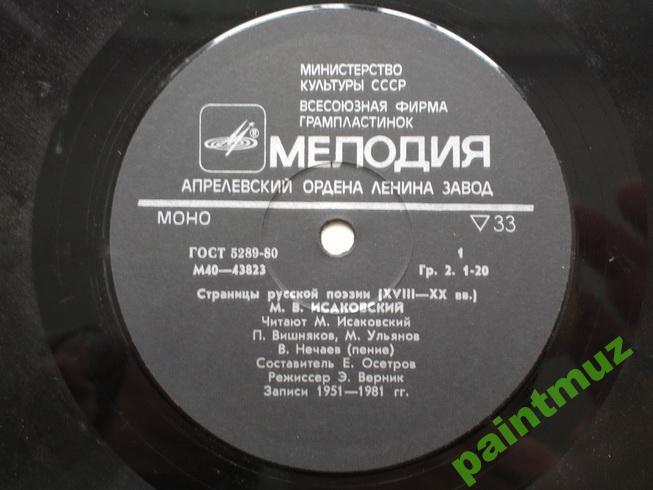 МИНИСТЕРСТВО
КУЛЬТУРЫ СССР
ВСЕСОЮЗНАЯ ФИРМА
ГРАМПЛАСТИНОК
®
МЕЛОДИЯ
АПРЕЛЕВСКИЙ ОРДЕНА ЛЕНИНА ЗАВОД
МОНО ▽33
ГОСТ 5289-80 1
М40—43823 Гр. 2. 1-20
Страницы русской поэзии (XVIII—XX вв.)
М. В. ИСАКОВСКИЙ
Читают М. Исаковский
П. Вишняков, М. Ульянов
В. Нечаев (пение)
Составитель Е. Осетров
Режиссер Э. Верник
Записи 1951—1981 гг.
paintmuz